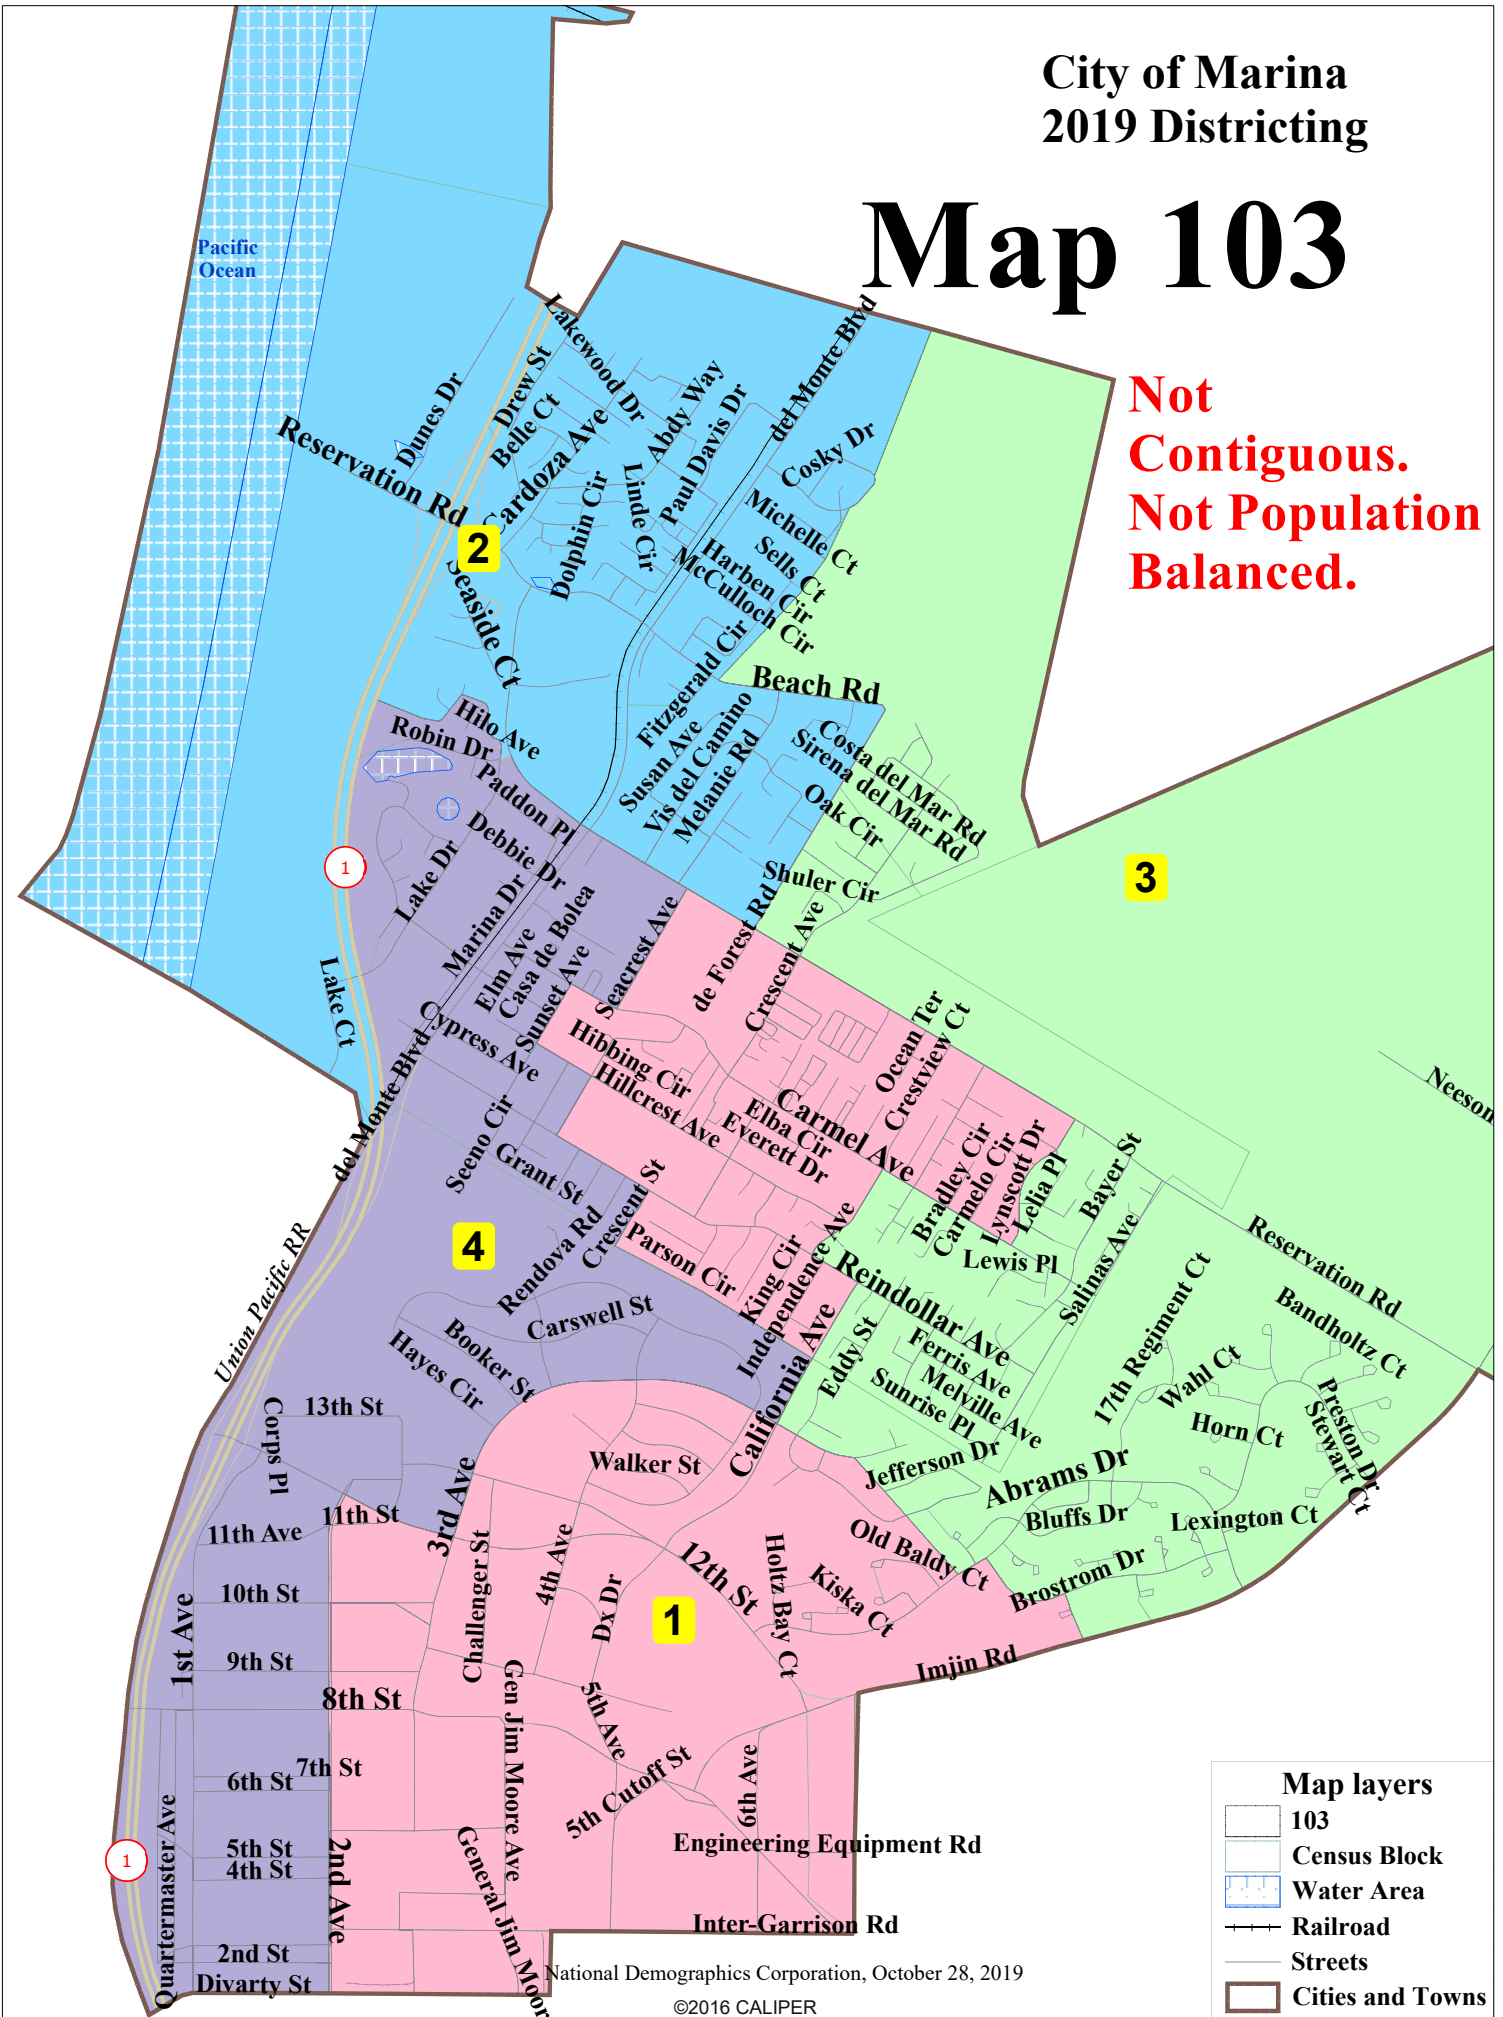 City of Marina
2019 Districting
Map 103
Not
Contiguous.
Not Population
Balanced.
Pacific
Ocean
Lakewood Dr
Drew St
Belle Ct
Dunes Dr
Abdy Way
Paul Davis Dr
del Monte Blvd
Cosky Dr
Reservation Rd
Cardoza Ave
Dolphin Cir
Linde Cir
Michelle Ct
Sells Ct
Harben Cir
McCulloch Cir
2
Seaside Ct
Fitzgerald Cir
Beach Rd
Hilo Ave
Robin Dr
Paddon Pl
Susan Ave
Vis del Camino
Melanie Rd
Costa del Mar Rd
Sirena del Mar Rd
Oak Cir
Debbie Dr
1
Lake Dr
Marina Dr
Shuler Cir
3
Elm Ave
Casa de Bolea
Sunset Ave
Seacrest Ave
de Forest Rd
Crescent Ave
Lake Ct
Cypress Ave
Ocean Ter
Crestview Ct
del Monte Blvd
Hibbing Cir
Hillcrest Ave
Carmel Ave
Elba Cir
Everett Dr
Neeson
Seeno Cir
Grant St
Crescent St
Bradley Cir
Carmelo Cir
Lynscott Dr
Lelia Pl
Bayer St
4
Rendova Rd
Parson Cir
King Cir
Independence Ave
Reindollar Ave
Lewis Pl
Salinas Ave
Reservation Rd
Union Pacific RR
Carswell St
Booker St
Hayes Cir
California Ave
Eddy St
Ferris Ave
Melville Ave
Sunrise Pl
17th Regiment Ct
Wahl Ct
Bandholtz Ct
Horn Ct
Preston Dr
Stewart Ct
13th St
Corps Pl
Walker St
Jefferson Dr
Abrams Dr
3rd Ave
11th St
11th Ave
Bluffs Dr
Lexington Ct
Challenger St
4th Ave
12th St
Holtz Bay Ct
Old Baldy Ct
Kiska Ct
Brostrom Dr
10th St
Dx Dr
1
1st Ave
9th St
Imjin Rd
8th St
Gen Jim Moore Ave
5th Ave
7th St
6th St
5th Cutoff St
6th Ave
Quartermaster Ave
5th St
4th St
2nd Ave
General Jim Moor
Engineering Equipment Rd
1
Inter-Garrison Rd
2nd St
Divarty St
National Demographics Corporation, October 28, 2019
©2016 CALIPER
Map layers
103
Census Block
Water Area
Railroad
Streets
Cities and Towns